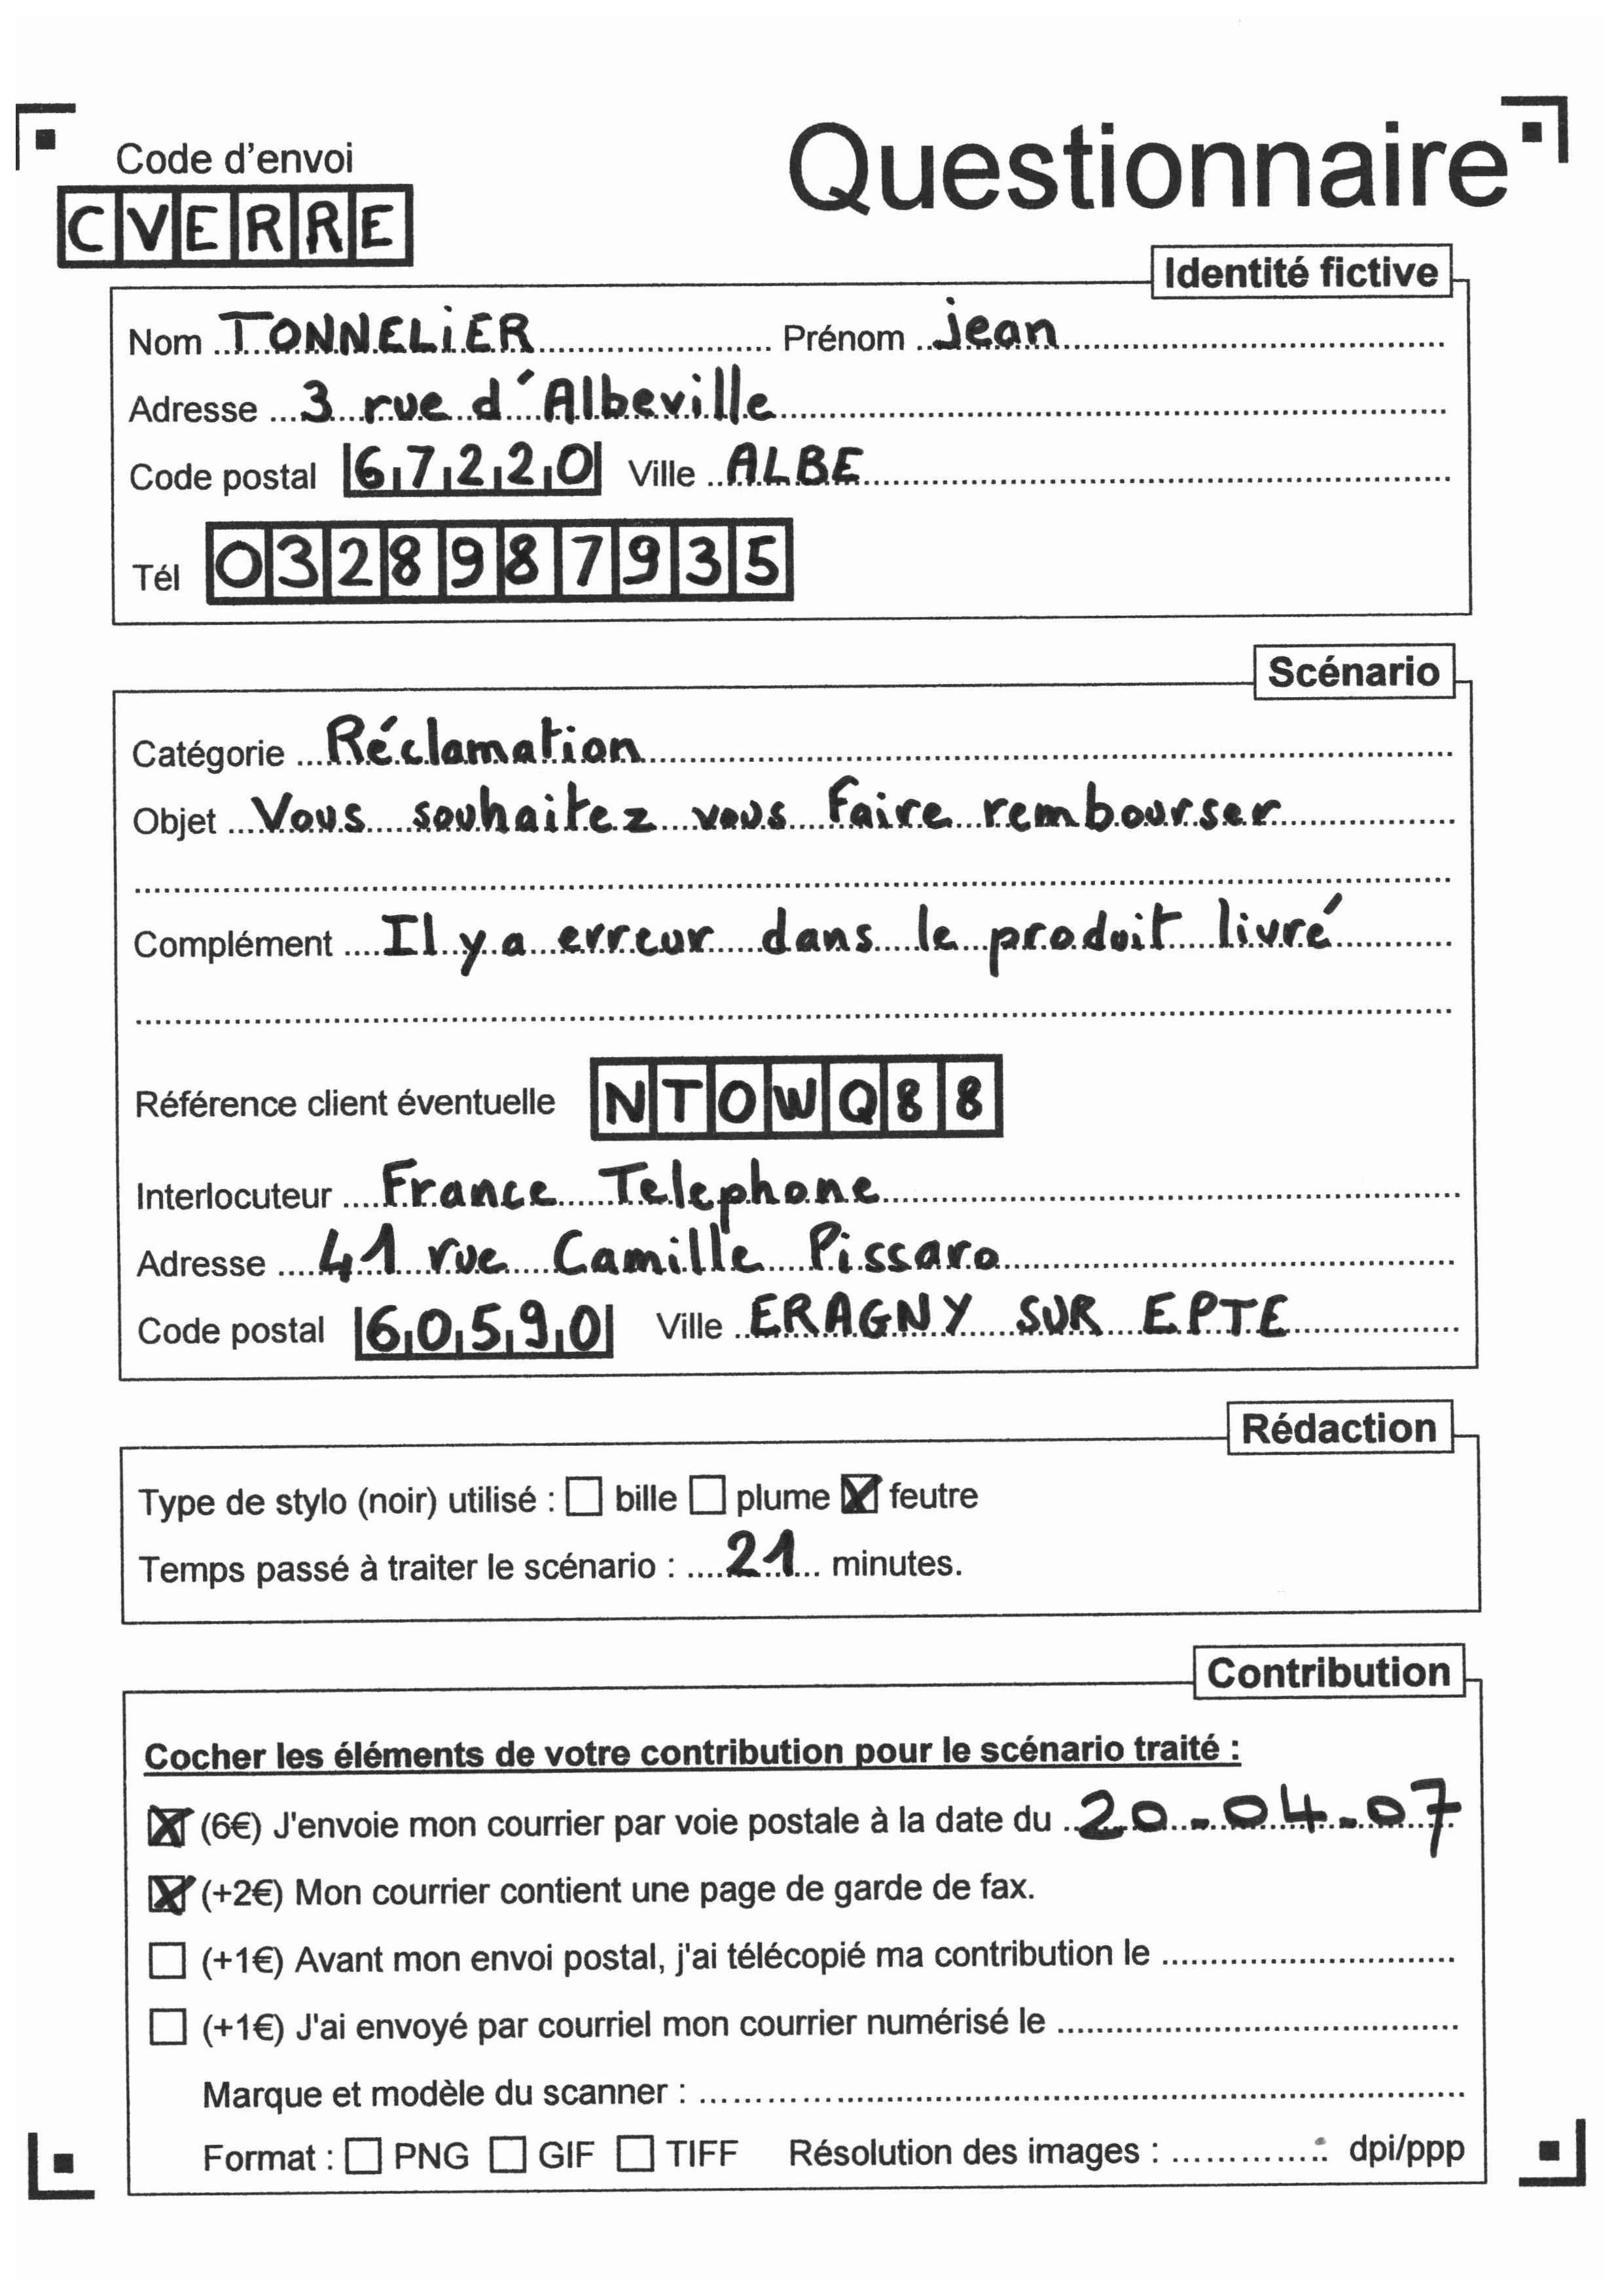 Questionnaire
Code d'envoi
CVERRE
Identité fictive
Nom TONNELiER Prénom jean
Adresse 3 rue d'Albeville
Code postal 67220 Ville ALBE
Tél 0328987935
Scénario
Catégorie Réclamation
Objet Vous souhaitez vous faire rembourser
Complément Il y a erreur dans le produit livré
Référence client éventuelle NTOWQ88
Interlocuteur France Telephone
Adresse 41 rue Camille Pissaro
Code postal 60590 Ville ERAGNY SUR EPTE
Rédaction
Type de stylo (noir) utilisé : ☐ bille ☐ plume ☒ feutre
Temps passé à traiter le scénario : 21 minutes.
Contribution
Cocher les éléments de votre contribution pour le scénario traité :
☒ (6€) J'envoie mon courrier par voie postale à la date du 20-04-07
☒ (+2€) Mon courrier contient une page de garde de fax.
☐ (+1€) Avant mon envoi postal, j'ai télécopié ma contribution le
☐ (+1€) J'ai envoyé par courriel mon courrier numérisé le
Marque et modèle du scanner :
Format : ☐ PNG ☐ GIF ☐ TIFF Résolution des images : dpi/ppp